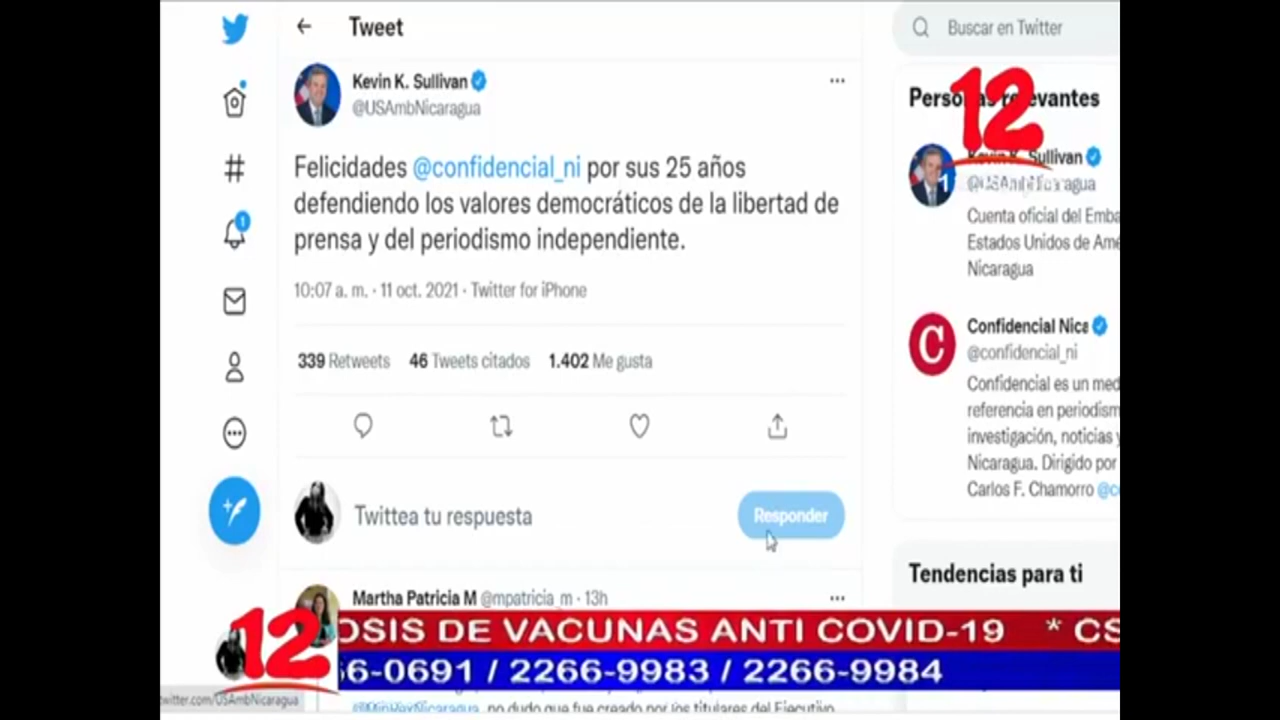 Tweet
Buscar en Twitter
Kevin K. Sullivan
@USAmbNicaragua
Felicidades @confidencial_ni por sus 25 años
defendiendo los valores democráticos de la libertad de
prensa y del periodismo independiente.
10:07 a. m. · 11 oct. 2021 · Twitter for iPhone
339 Retweets 46 Tweets citados 1.402 Me gusta
Twittea tu respuesta
Responder
Martha Patricia M @mpatricia_m · 13h
1
Personas relevantes
12
Kevin K. Sullivan
@USAmbNicaragua
Cuenta oficial del Emba
Estados Unidos de Amé
Nicaragua
Confidencial Nica
@confidencial_ni
Confidencial es un med
referencia en periodism
investigación, noticias y
Nicaragua. Dirigido por
Carlos F. Chamorro @c
Tendencias para ti
12
OSIS DE VACUNAS ANTI COVID-19 * CS
66-0691 / 2266-9983 / 2266-9984
twitter.com/USAmbNicaragua
@MinRexNicaragua, no dudo que fue creado por los titulares del Ejecutivo